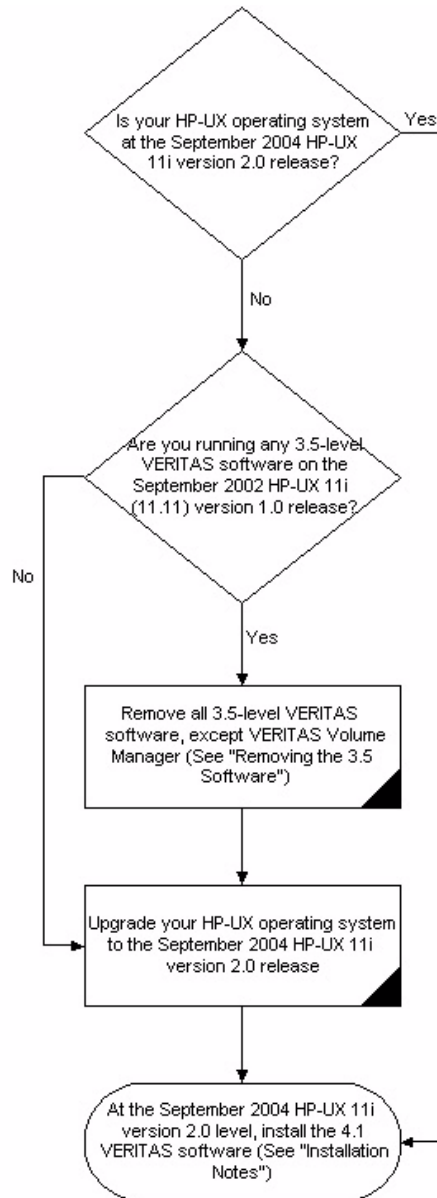 Is your HP-UX operating system
at the September 2004 HP-UX
11i version 2.0 release?
Yes
No
Are you running any 3.5-level
VERITAS software on the
September 2002 HP-UX 11i
(11.11) version 1.0 release?
No
Yes
Remove all 3.5-level VERITAS
software, except VERITAS Volume
Manager (See "Removing the 3.5
Software")
Upgrade your HP-UX operating system
to the September 2004 HP-UX 11i
version 2.0 release
At the September 2004 HP-UX 11i
version 2.0 level, install the 4.1
VERITAS software (See "Installation
Notes")